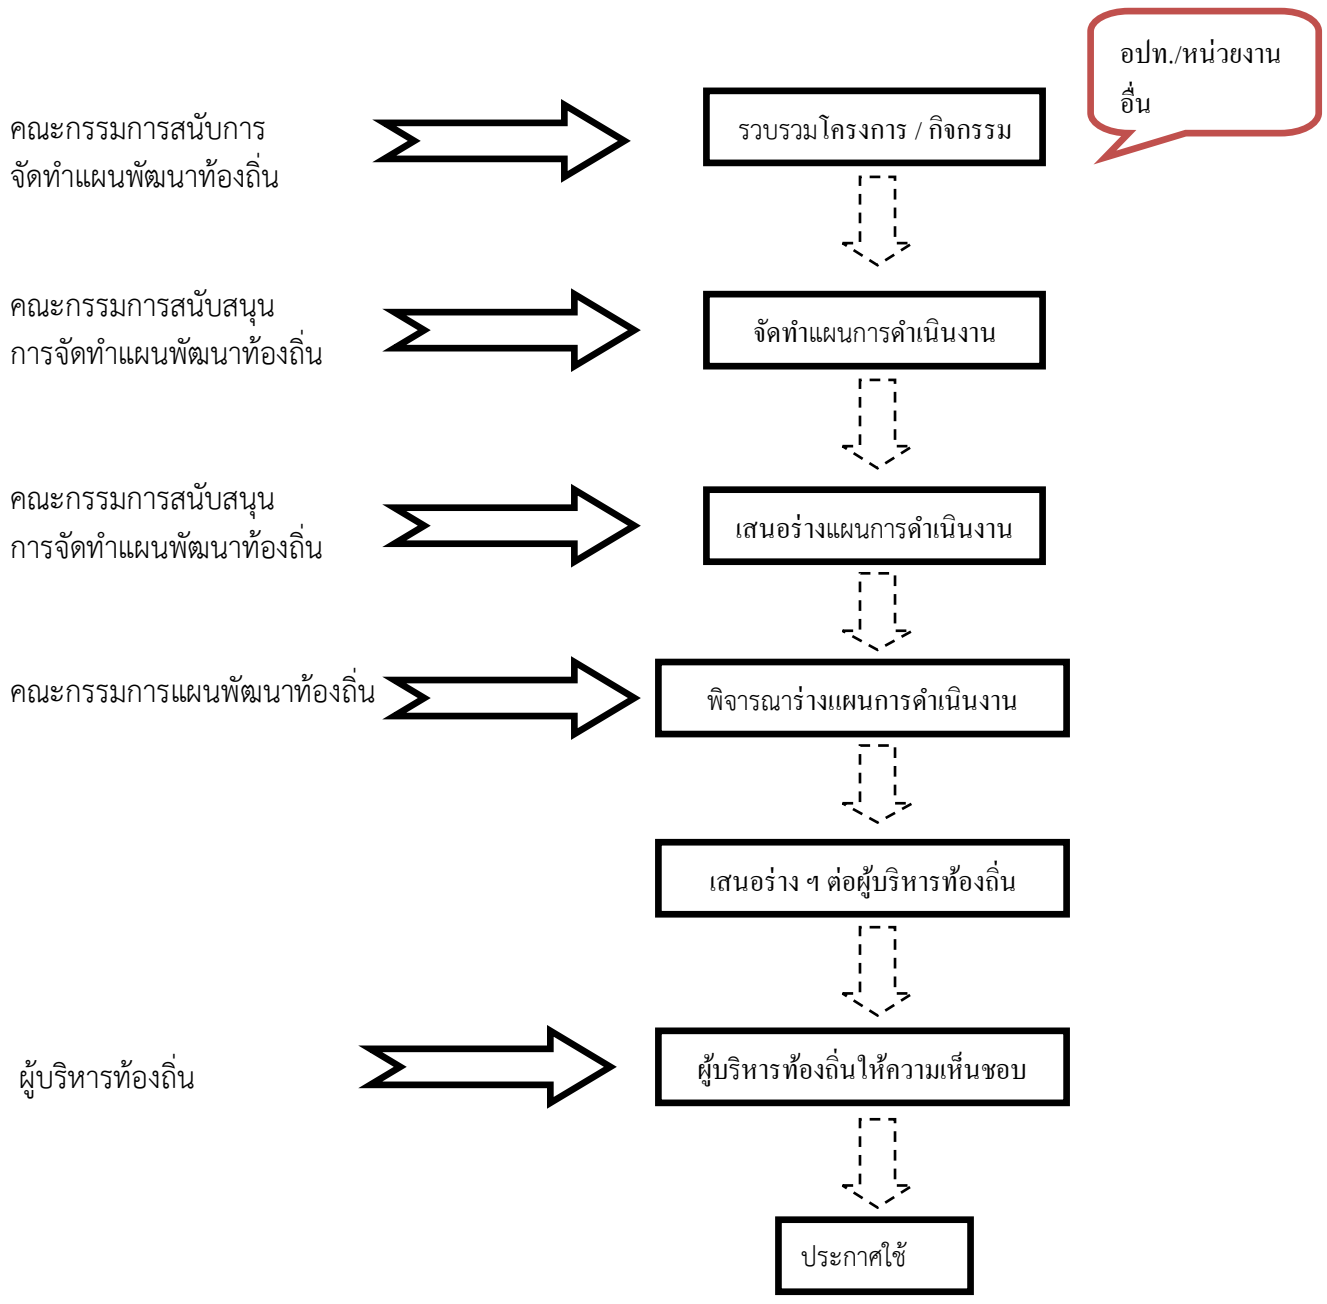 อปท./หน่วยงาน
อื่น
คณะกรรมการสนับการ
จัดทำแผนพัฒนาท้องถิ่น
รวบรวมโครงการ / กิจกรรม
คณะกรรมการสนับสนุน
การจัดทำแผนพัฒนาท้องถิ่น
จัดทำแผนการดำเนินงาน
คณะกรรมการสนับสนุน
การจัดทำแผนพัฒนาท้องถิ่น
เสนอร่างแผนการดำเนินงาน
คณะกรรมการแผนพัฒนาท้องถิ่น
พิจารณาร่างแผนการดำเนินงาน
เสนอร่าง ฯ ต่อผู้บริหารท้องถิ่น
ผู้บริหารท้องถิ่น
ผู้บริหารท้องถิ่นให้ความเห็นชอบ
ประกาศใช้